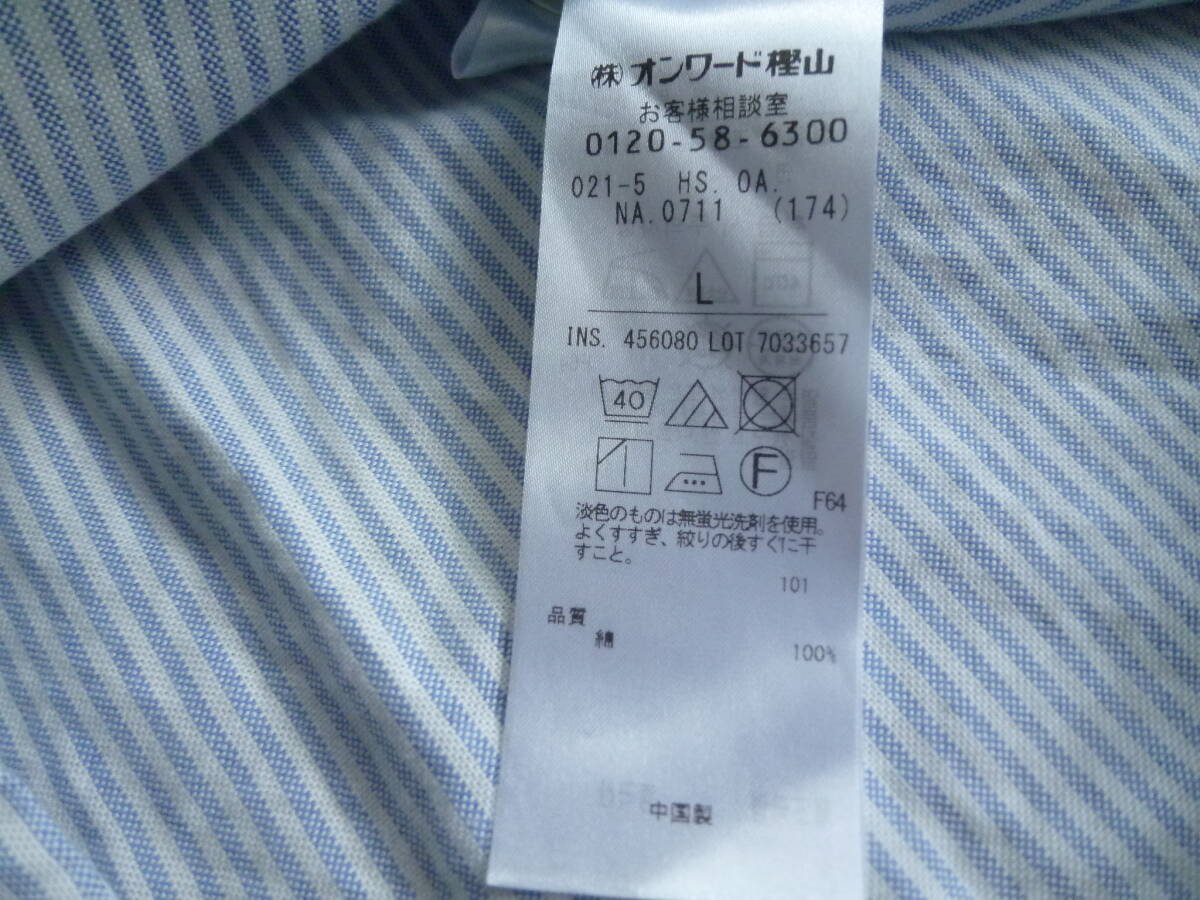 ㈱オンワード樫山
お客様相談室
0120-58-6300
021-5 HS. OA.
NA.0711 (174)
L
INS. 456080 LOT 7033657
40
F
F64
淡色のものは無蛍光洗剤を使用。
よくすすぎ、絞りの後すぐに干
すこと。
101
品質
綿 100%
中国製